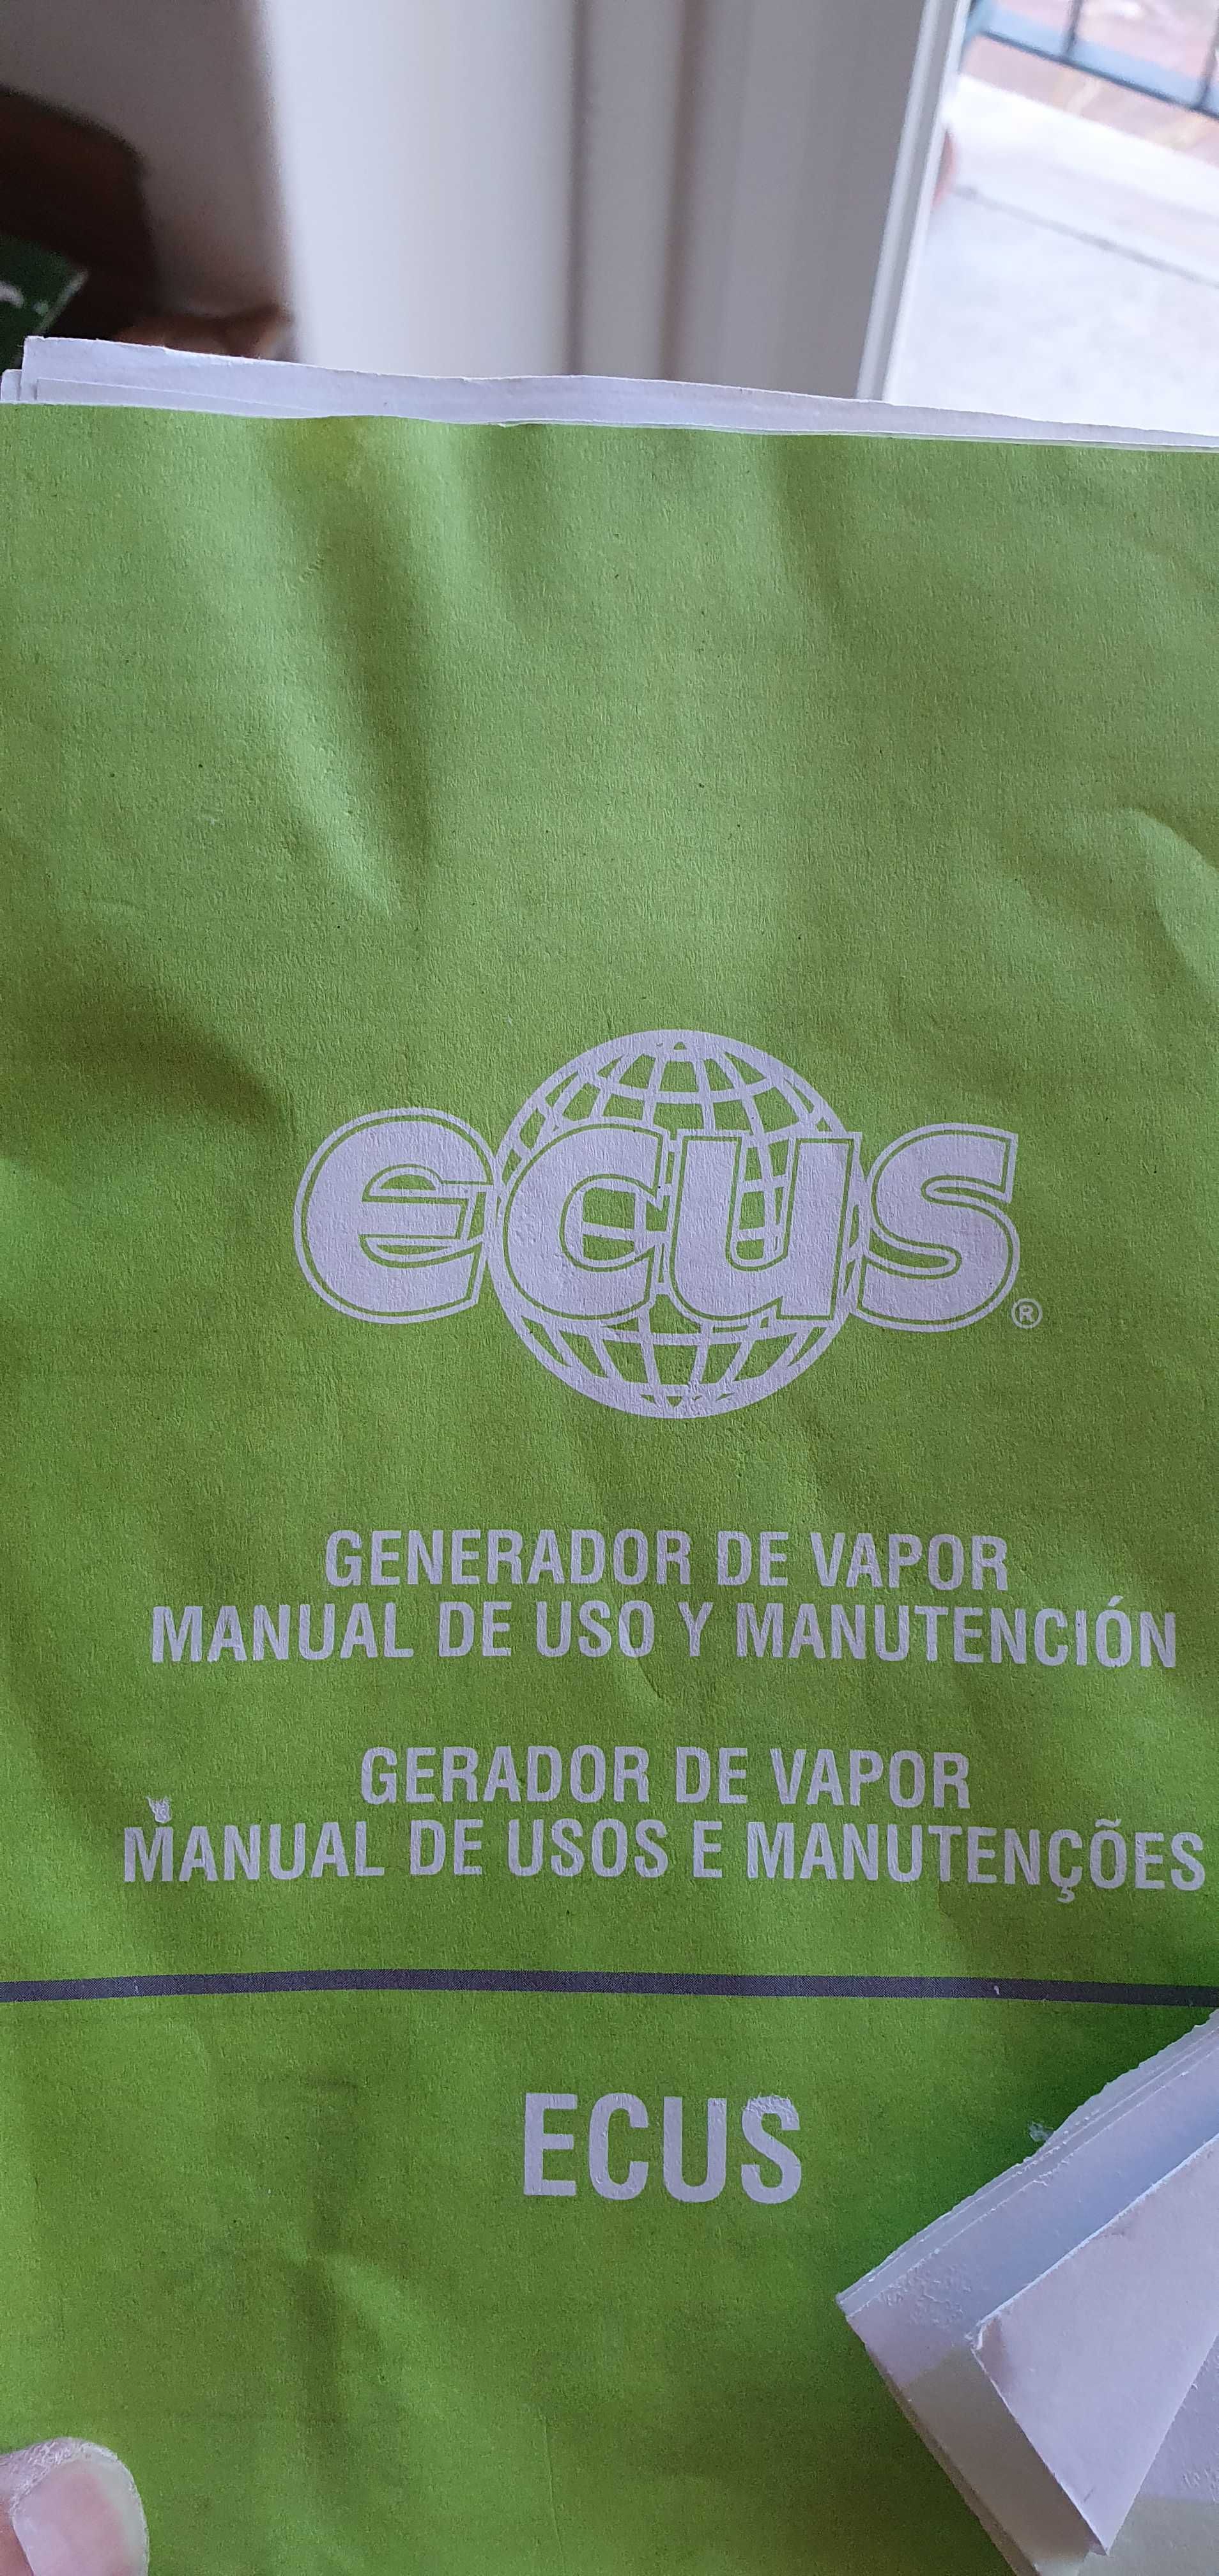 ecus®
GENERADOR DE VAPOR
MANUAL DE USO Y MANUTENCIÓN
GERADOR DE VAPOR
MANUAL DE USOS E MANUTENÇÕES
ECUS